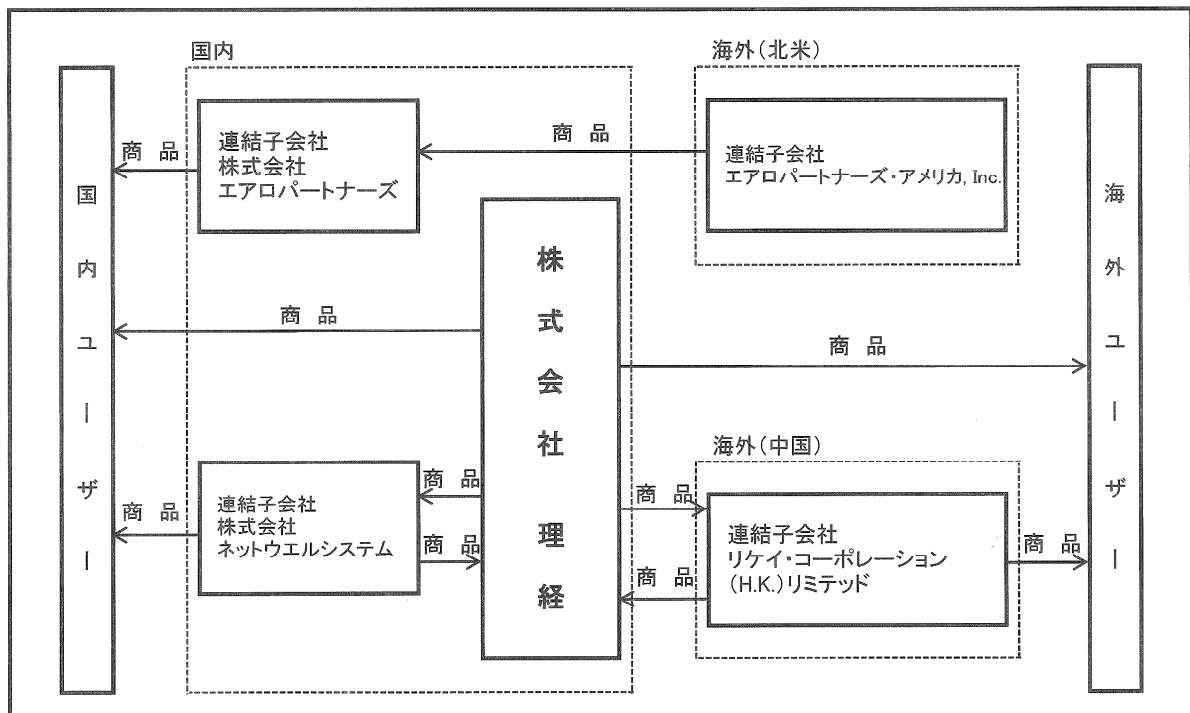 国内
海外（北米）
連結子会社
株式会社
エアロパートナーズ
商 品
商 品
連結子会社
エアロパートナーズ・アメリカ, Inc.
国内ユーザー
株式会社 理経
海外ユーザー
商 品
商 品
海外（中国）
連結子会社
株式会社
ネットウエルシステム
商 品
商 品
商 品
商 品
商 品
連結子会社
リケイ・コーポレーション
（H.K.）リミテッド
商 品